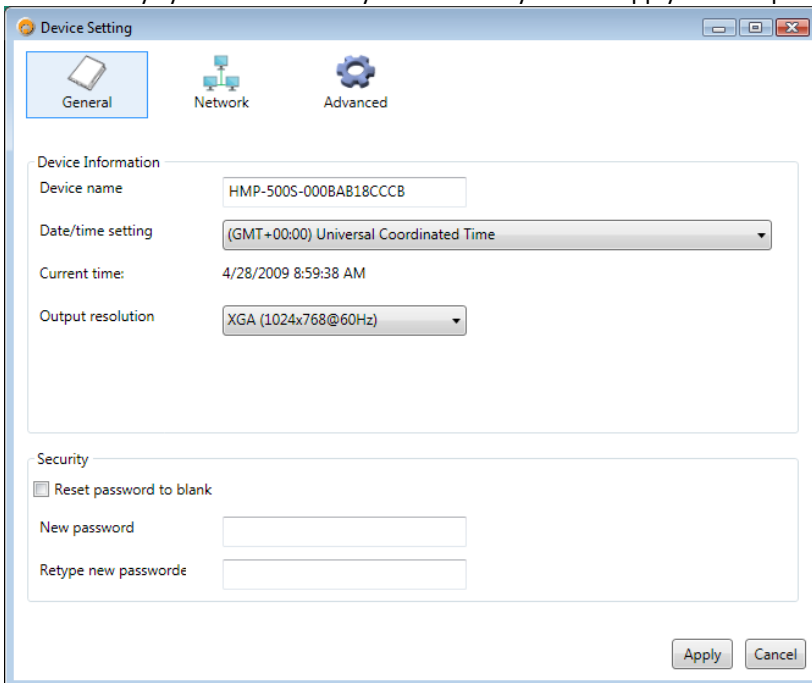 Device Setting
General Network Advanced
Device Information
Device name HMP-500S-000BAB18CCCB
Date/time setting (GMT+00:00) Universal Coordinated Time
Current time: 4/28/2009 8:59:38 AM
Output resolution XGA (1024x768@60Hz)
Security
Reset password to blank
New password
Retype new passworde
Apply Cancel